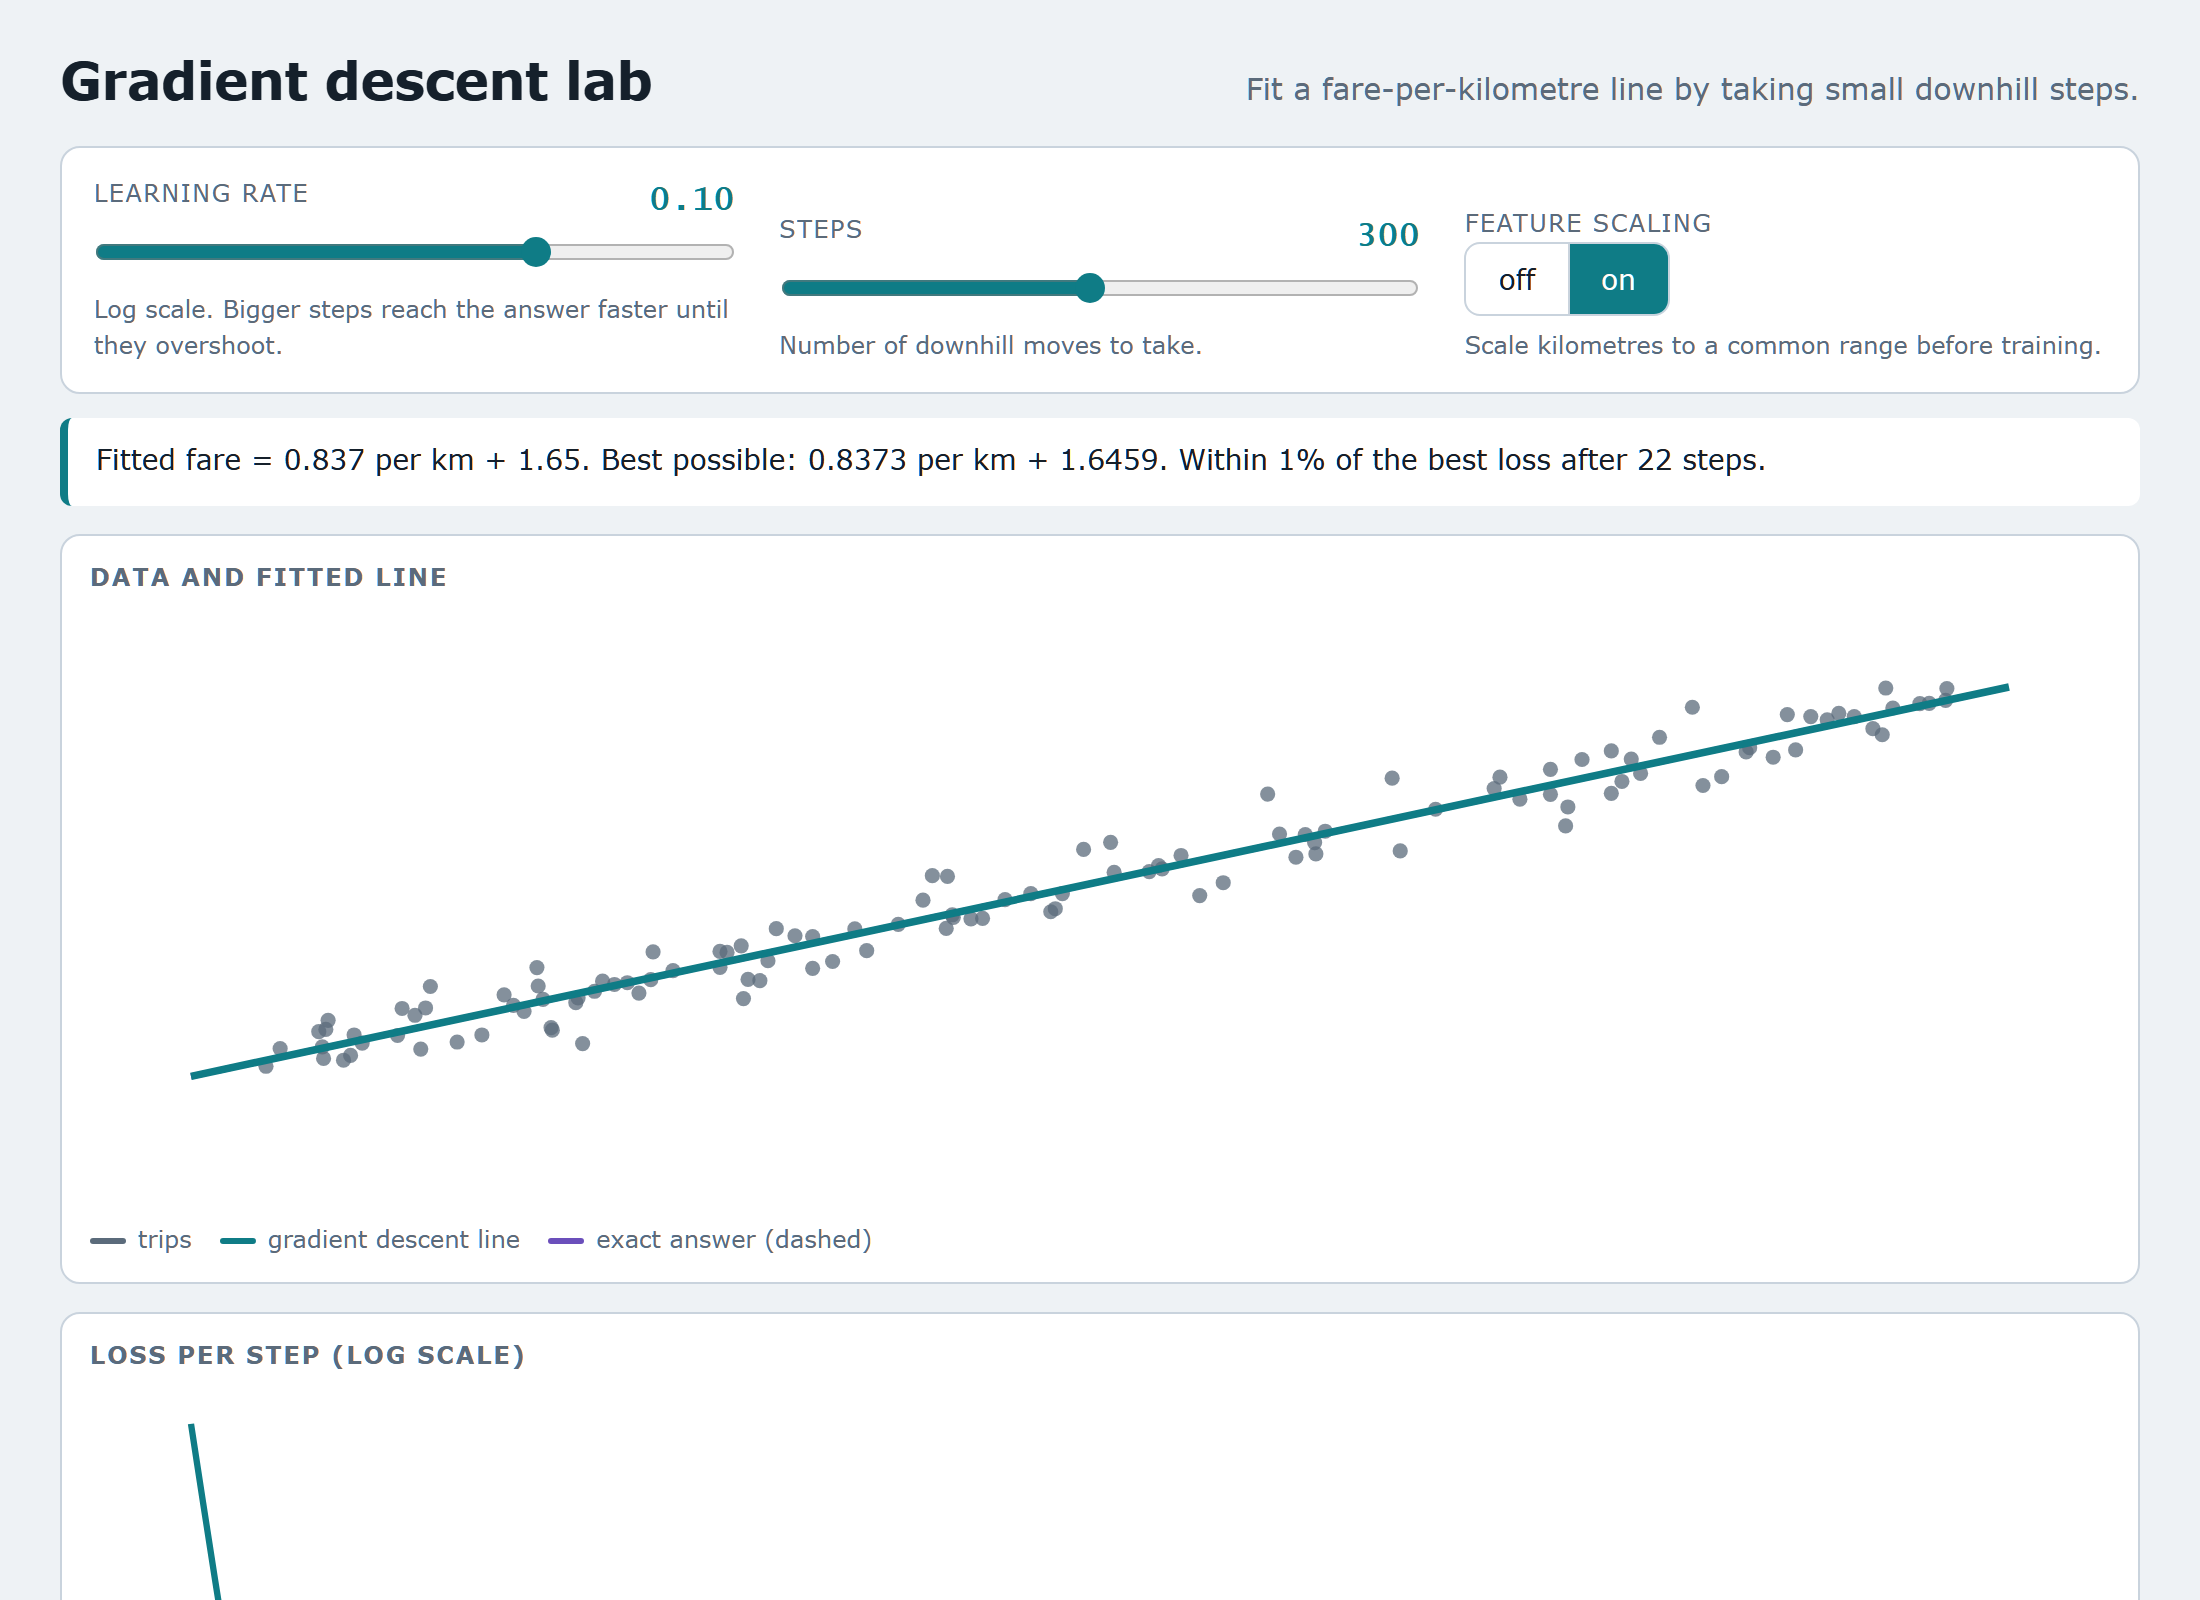 Gradient descent lab
Fit a fare-per-kilometre line by taking small downhill steps.
LEARNING RATE
0.10
Log scale. Bigger steps reach the answer faster until
they overshoot.
STEPS
300
Number of downhill moves to take.
FEATURE SCALING
off
on
Scale kilometres to a common range before training.
Fitted fare = 0.837 per km + 1.65. Best possible: 0.8373 per km + 1.6459. Within 1% of the best loss after 22 steps.
DATA AND FITTED LINE
trips
gradient descent line
exact answer (dashed)
LOSS PER STEP (LOG SCALE)